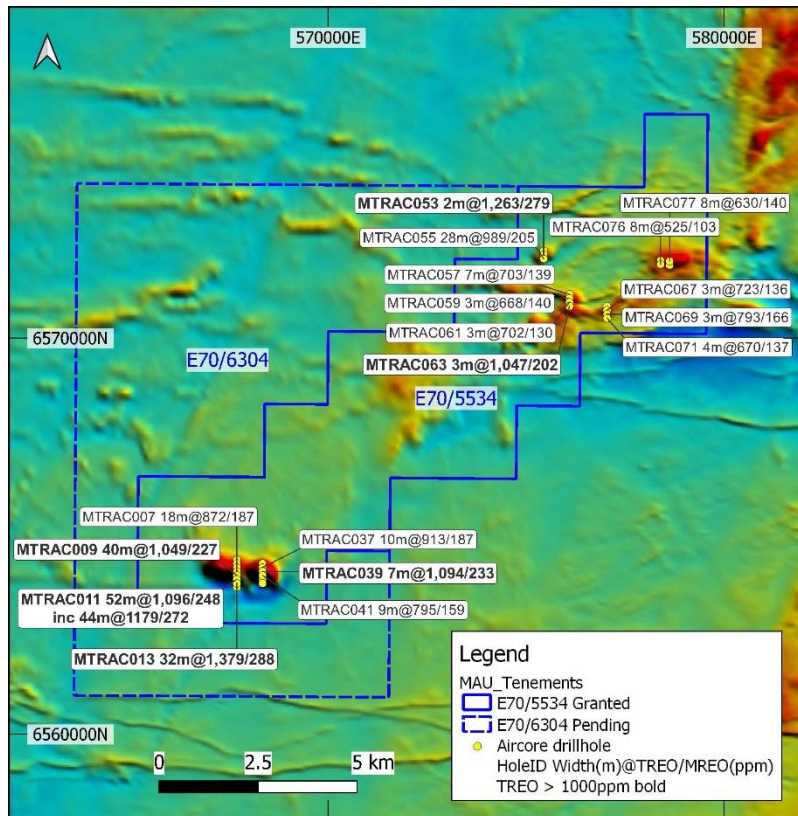 570000E
580000E
MTRAC053 2m@1,263/279
MTRAC077 8m@630/140
MTRAC076 8m@525/103
MTRAC055 28m@989/205
MTRAC057 7m@703/139
MTRAC059 3m@668/140
MTRAC067 3m@723/136
MTRAC069 3m@793/166
6570000N
MTRAC061 3m@702/130
MTRAC071 4m@670/137
E70/6304
MTRAC063 3m@1,047/202
E70/5534
MTRAC007 18m@872/187
MTRAC009 40m@1,049/227
MTRAC037 10m@913/187
MTRAC039 7m@1,094/233
MTRAC011 52m@1,096/248
inc 44m@1179/272
MTRAC041 9m@795/159
MTRAC013 32m@1,379/288
6560000N
0 2.5 5 km
Legend
MAU_Tenements
E70/5534 Granted
E70/6304 Pending
Aircore drillhole
HoleID Width(m)@TREO/MREO(ppm)
TREO > 1000ppm bold